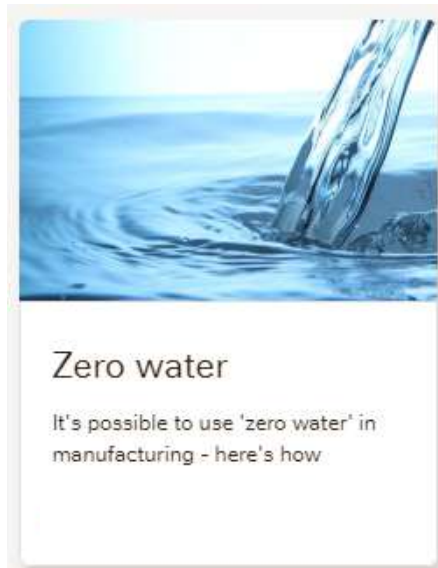 Zero water
It's possible to use 'zero water' in
manufacturing - here's how